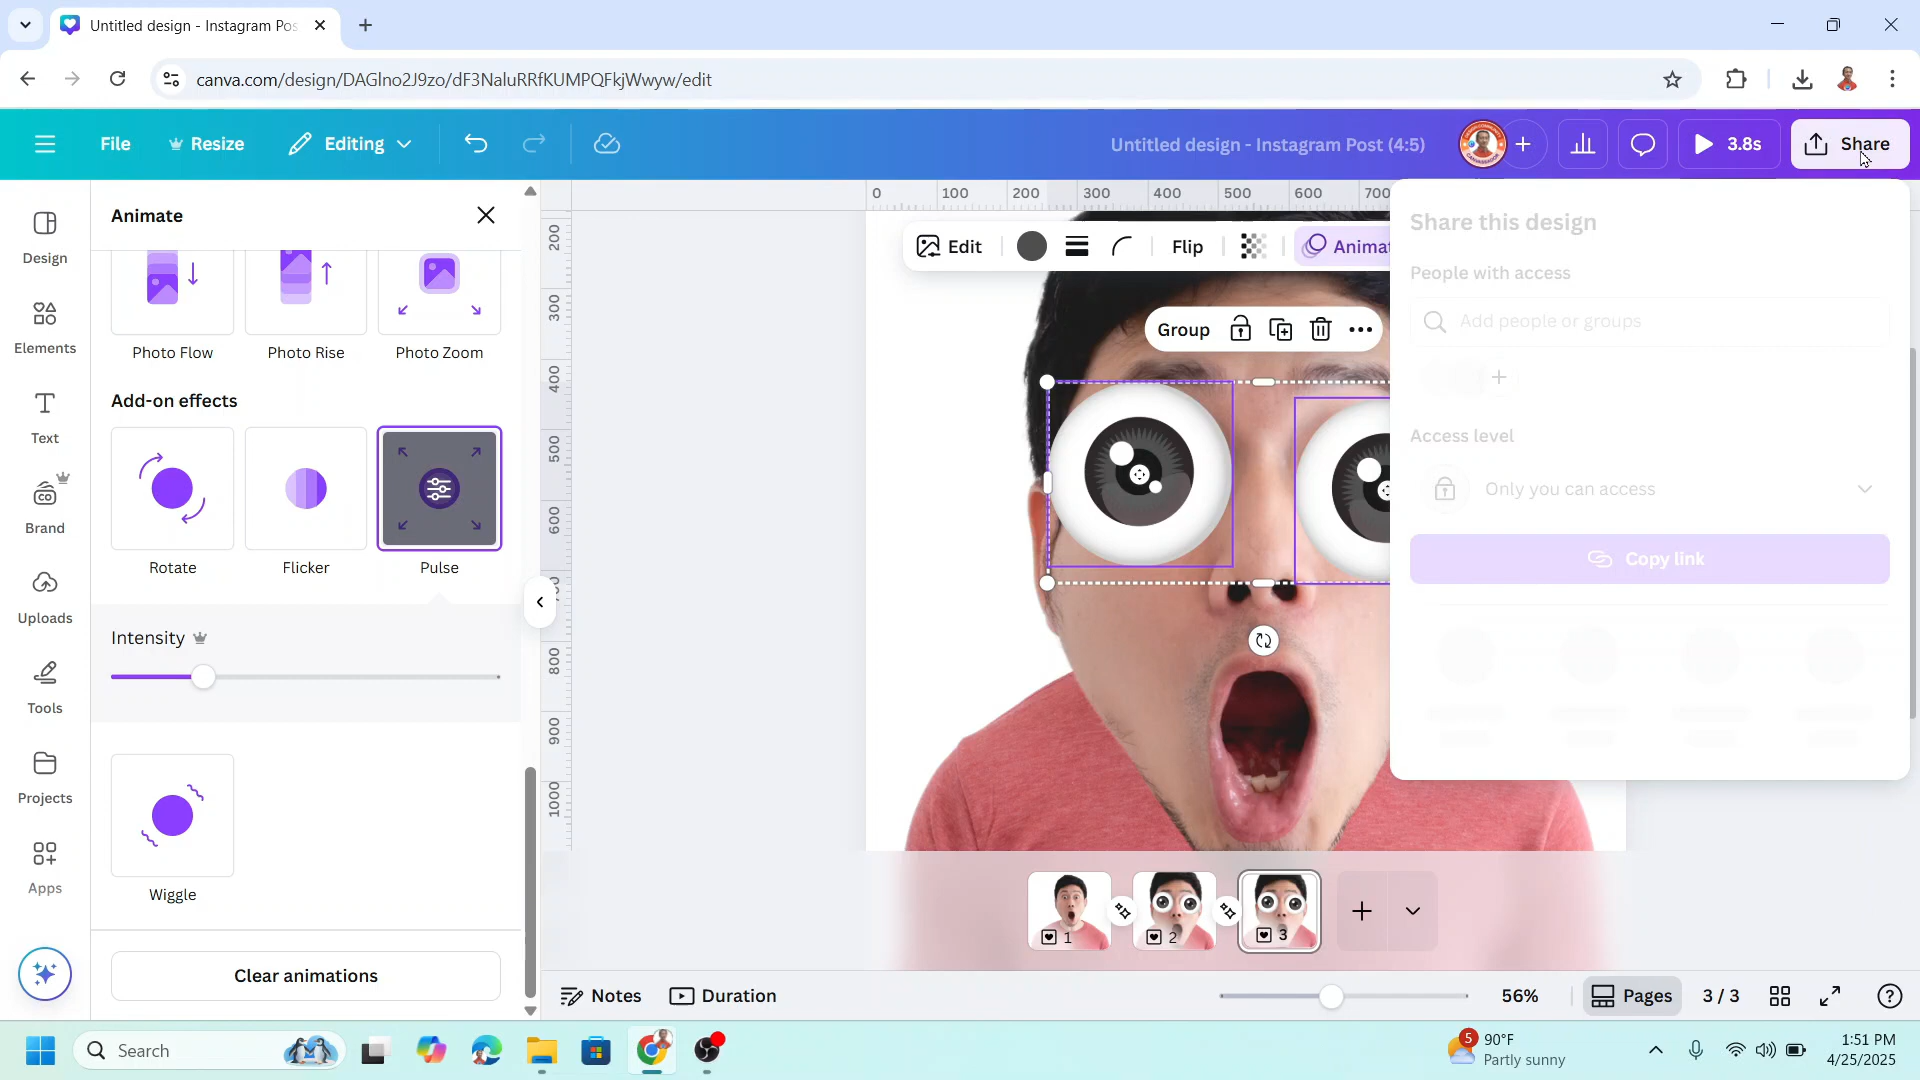 Untitled design - Instagram Pos
canva.com/design/DAGlno2J9zo/dF3NaluRRfKUMPQFkjWwyw/edit
File
Resize
Editing
Untitled design - Instagram Post (4:5)
3.8s
Share
Design
Elements
Text
Brand
Uploads
Tools
Projects
Apps
Animate
Photo Flow
Photo Rise
Photo Zoom
Add-on effects
Rotate
Flicker
Pulse
Intensity
Wiggle
Clear animations
0 100 200 300 400 500 600 700
200
300
400
500
600
800
900
1000
Edit
Flip
Animat
Group
Share this design
People with access
Add people or groups
Access level
Only you can access
Copy link
1
2
3
Notes
Duration
56%
Pages
3 / 3
Search
5
90°F
Partly sunny
1:51 PM
4/25/2025